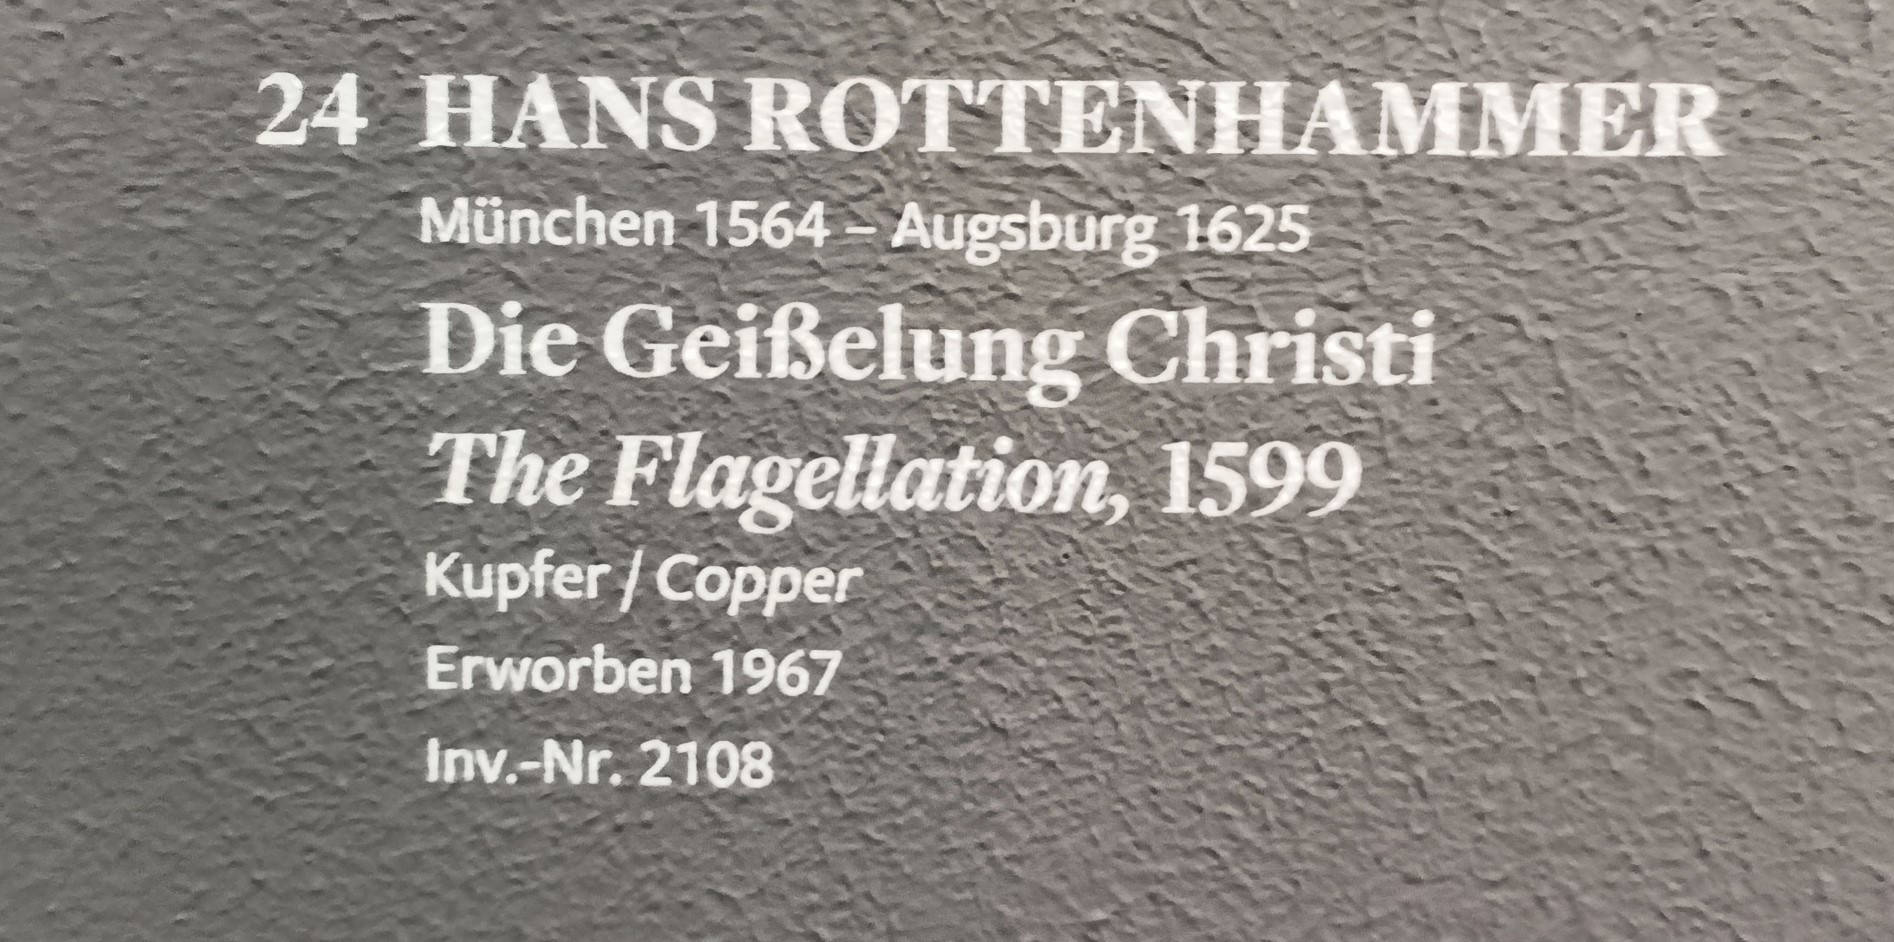 24 HANS ROTTENHAMMER
München 1564 – Augsburg 1625
Die Geißelung Christi
The Flagellation, 1599
Kupfer / Copper
Erworben 1967
Inv.-Nr. 2108